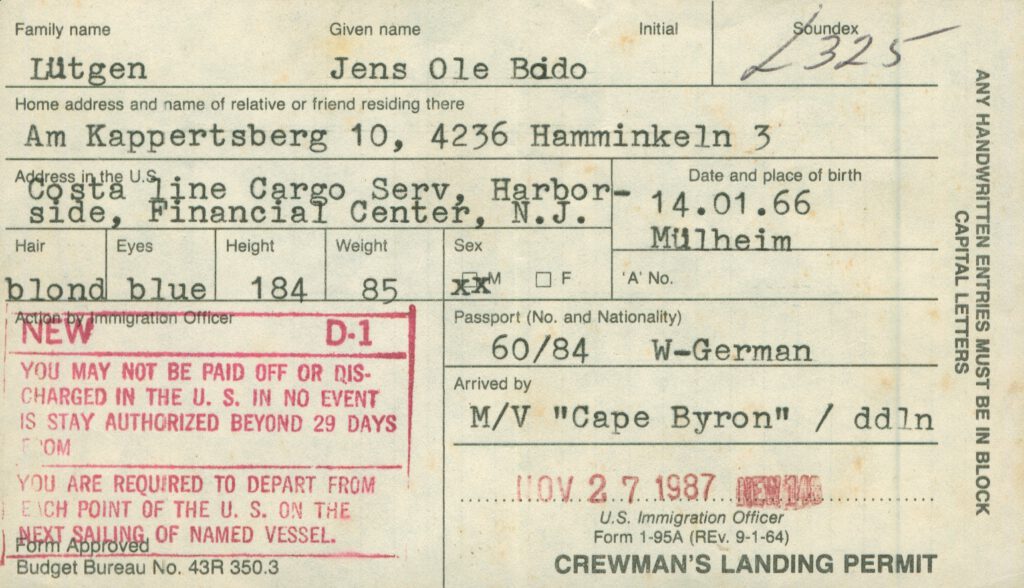 Family name Given name Initial Soundex
Lütgen Jens Ole Bodo L325
Home address and name of relative or friend residing there
Am Kappertsberg 10, 4236 Hamminkeln 3
Address in the U.S.
Costa line Cargo Serv, Harbor-
side, Financial Center, N.J.
Date and place of birth
14.01.66
Mülheim
Hair Eyes Height Weight Sex
blond blue 184 85 xx M F
'A' No.
Action by Immigration Officer
NEW D-1
YOU MAY NOT BE PAID OFF OR DIS-
CHARGED IN THE U. S. IN NO EVENT
IS STAY AUTHORIZED BEYOND 29 DAYS
FROM
YOU ARE REQUIRED TO DEPART FROM
EACH POINT OF THE U. S. ON THE
NEXT SAILING OF NAMED VESSEL.
Form Approved
Budget Bureau No. 43R 350.3
Passport (No. and Nationality)
60/84 W-German
Arrived by
M/V "Cape Byron" / ddln
NOV 27 1987
U.S. Immigration Officer
Form 1-95A (REv. 9-1-64)
CREWMAN'S LANDING PERMIT
ANY HANDWRITTEN ENTRIES MUST BE IN BLOCK
CAPITAL LETTERS